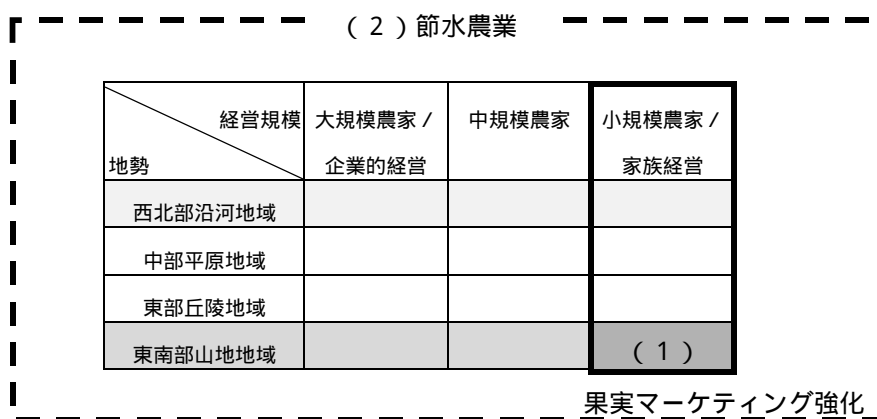 (2)節水農業
経営規模 大規模農家/ 中規模農家 小規模農家/
地勢 企業的経営 家族経営
西北部沿河地域
中部平原地域
東部丘陵地域
東南部山地地域 (1)
果実マーケティング強化